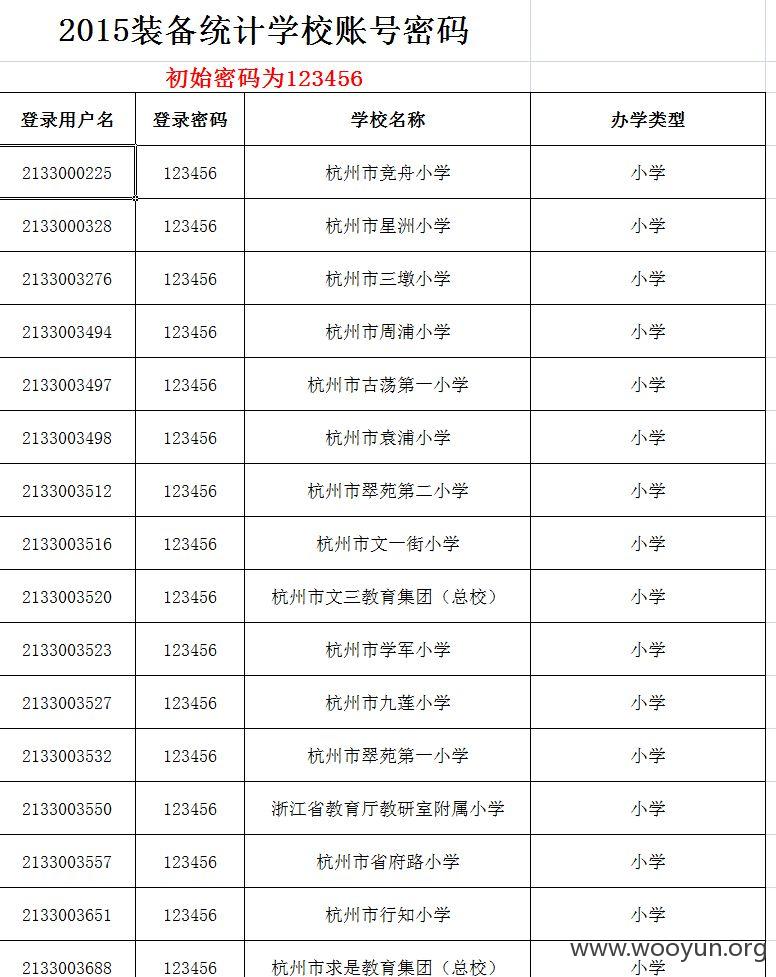 2015装备统计学校账号密码
初始密码为123456
登录用户名 登录密码 学校名称 办学类型
2133000225 123456 杭州市竞舟小学 小学
2133000328 123456 杭州市星洲小学 小学
2133003276 123456 杭州市三墩小学 小学
2133003494 123456 杭州市周浦小学 小学
2133003497 123456 杭州市古荡第一小学 小学
2133003498 123456 杭州市袁浦小学 小学
2133003512 123456 杭州市翠苑第二小学 小学
2133003516 123456 杭州市文一街小学 小学
2133003520 123456 杭州市文三教育集团（总校） 小学
2133003523 123456 杭州市学军小学 小学
2133003527 123456 杭州市九莲小学 小学
2133003532 123456 杭州市翠苑第一小学 小学
2133003550 123456 浙江省教育厅教研室附属小学 小学
2133003557 123456 杭州市省府路小学 小学
2133003651 123456 杭州市行知小学 小学
2133003688 123456 杭州市求是教育集团（总校） 小学
www.wooyun.org